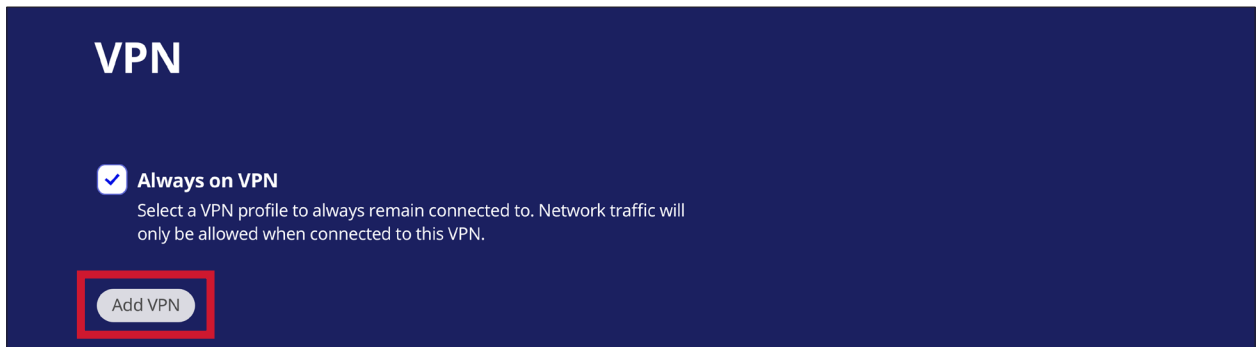 VPN
Always on VPN
Select a VPN profile to always remain connected to. Network traffic will
only be allowed when connected to this VPN.
Add VPN